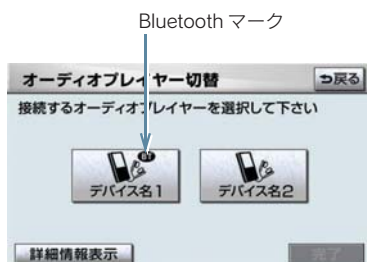 Bluetooth マーク
オーディオプレイヤー切替
戻る
接続するオーディオプレイヤーを選択して下さい
BT
デバイス名1
デバイス名2
詳細情報表示
完了